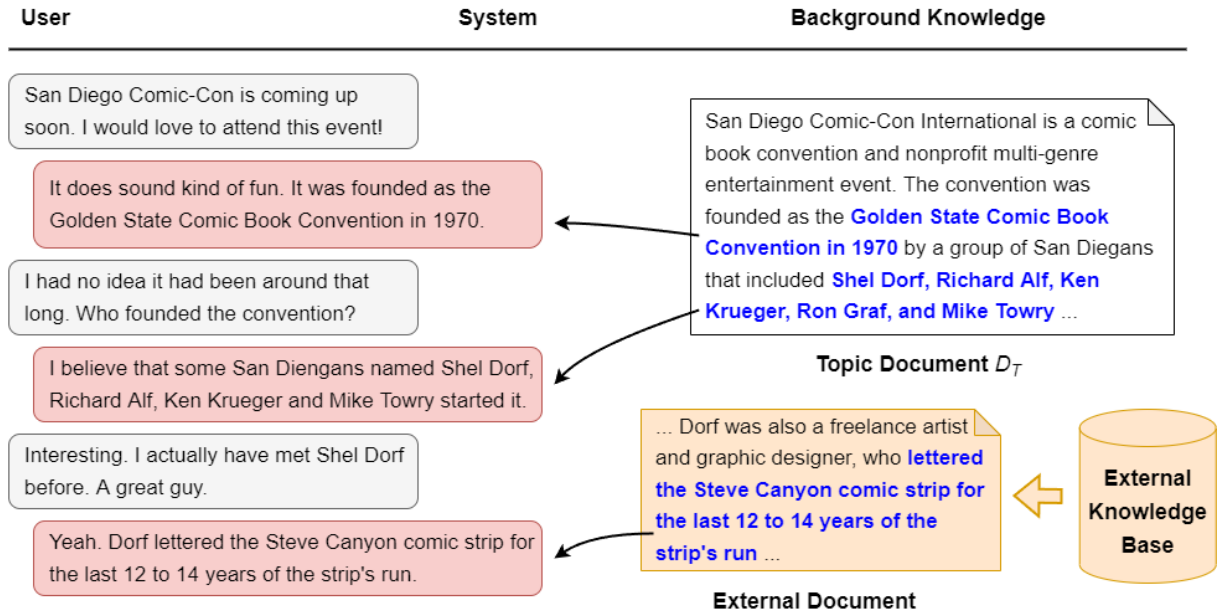 User
System
Background Knowledge
San Diego Comic-Con is coming up
soon. I would love to attend this event!
It does sound kind of fun. It was founded as the
Golden State Comic Book Convention in 1970.
I had no idea it had been around that
long. Who founded the convention?
I believe that some San Diengans named Shel Dorf,
Richard Alf, Ken Krueger and Mike Towry started it.
Interesting. I actually have met Shel Dorf
before. A great guy.
Yeah. Dorf lettered the Steve Canyon comic strip for
the last 12 to 14 years of the strip's run.
San Diego Comic-Con International is a comic
book convention and nonprofit multi-genre
entertainment event. The convention was
founded as the Golden State Comic Book
Convention in 1970 by a group of San Diegans
that included Shel Dorf, Richard Alf, Ken
Krueger, Ron Graf, and Mike Towry ...
Topic Document D_T
... Dorf was also a freelance artist
and graphic designer, who lettered
the Steve Canyon comic strip for
the last 12 to 14 years of the
strip's run ...
External Document
External
Knowledge
Base